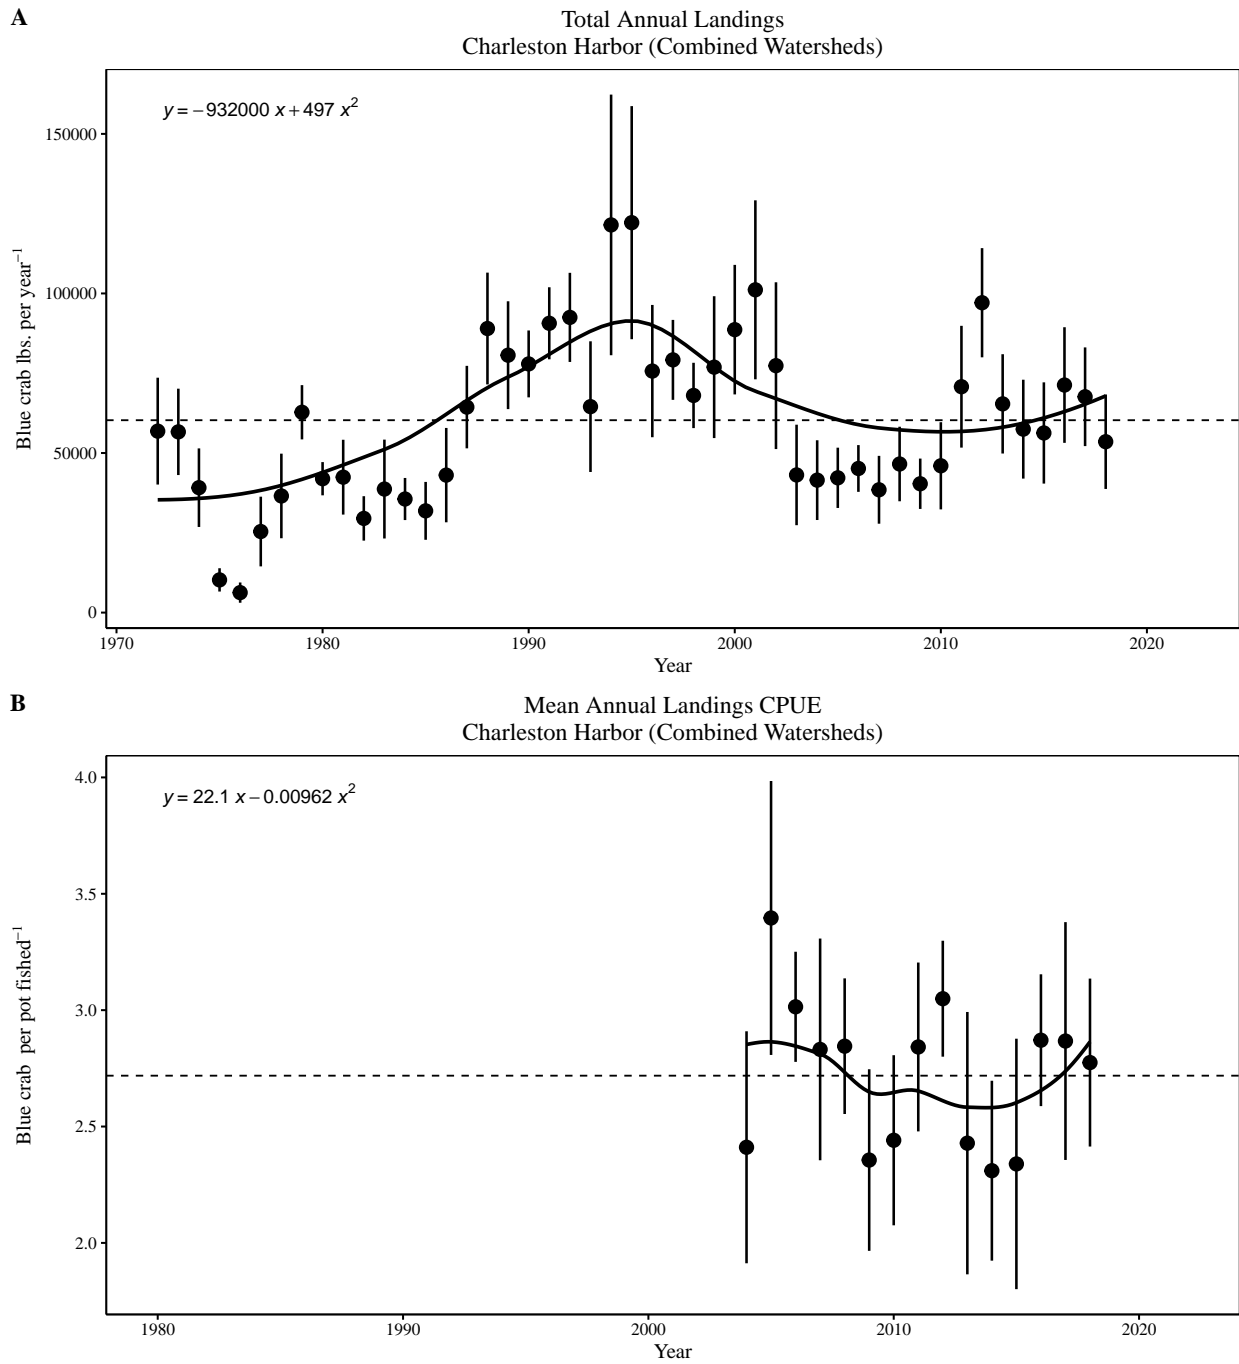 A
Total Annual Landings
Charleston Harbor (Combined Watersheds)
y = −932000 x + 497 x²
150000
100000
50000
0
Blue crab lbs. per year⁻¹
1970 1980 1990 2000 2010 2020
Year
B
Mean Annual Landings CPUE
Charleston Harbor (Combined Watersheds)
y = 22.1 x − 0.00962 x²
4.0
3.5
3.0
2.5
2.0
Blue crab per pot fished⁻¹
1980 1990 2000 2010 2020
Year